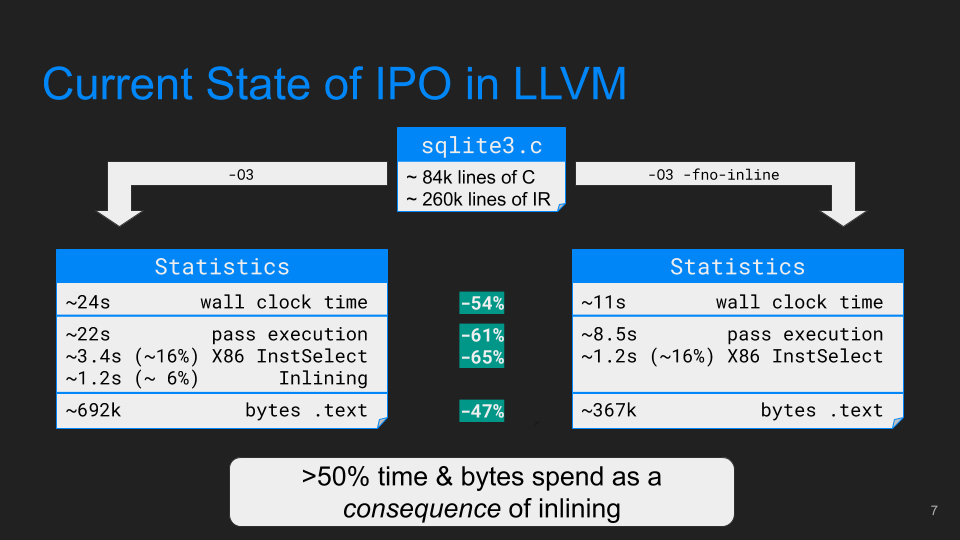 Current State of IPO in LLVM
sqlite3.c
~ 84k lines of C
~ 260k lines of IR
-O3
-O3 -fno-inline
Statistics
~24s wall clock time
~22s pass execution
~3.4s (~16%) X86 InstSelect
~1.2s (~ 6%) Inlining
~692k bytes .text
-54%
-61%
-65%
-47%
Statistics
~11s wall clock time
~8.5s pass execution
~1.2s (~16%) X86 InstSelect
~367k bytes .text
>50% time & bytes spend as a
consequence of inlining
7